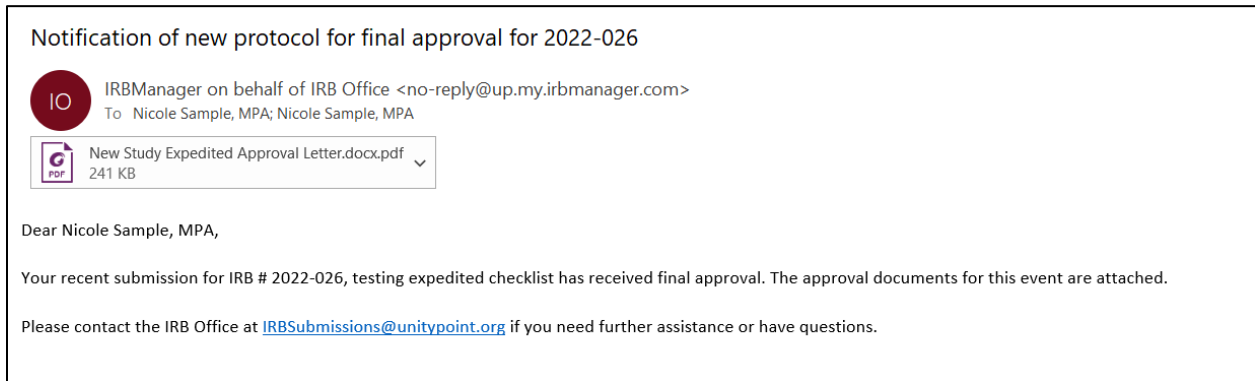 Notification of new protocol for final approval for 2022-026
IO
IRBManager on behalf of IRB Office <no-reply@up.my.irbmanager.com>
To Nicole Sample, MPA; Nicole Sample, MPA
G
PDF
New Study Expedited Approval Letter.docx.pdf
241 KB
Dear Nicole Sample, MPA,
Your recent submission for IRB # 2022-026, testing expedited checklist has received final approval. The approval documents for this event are attached.
Please contact the IRB Office at IRBSubmissions@unitypoint.org if you need further assistance or have questions.